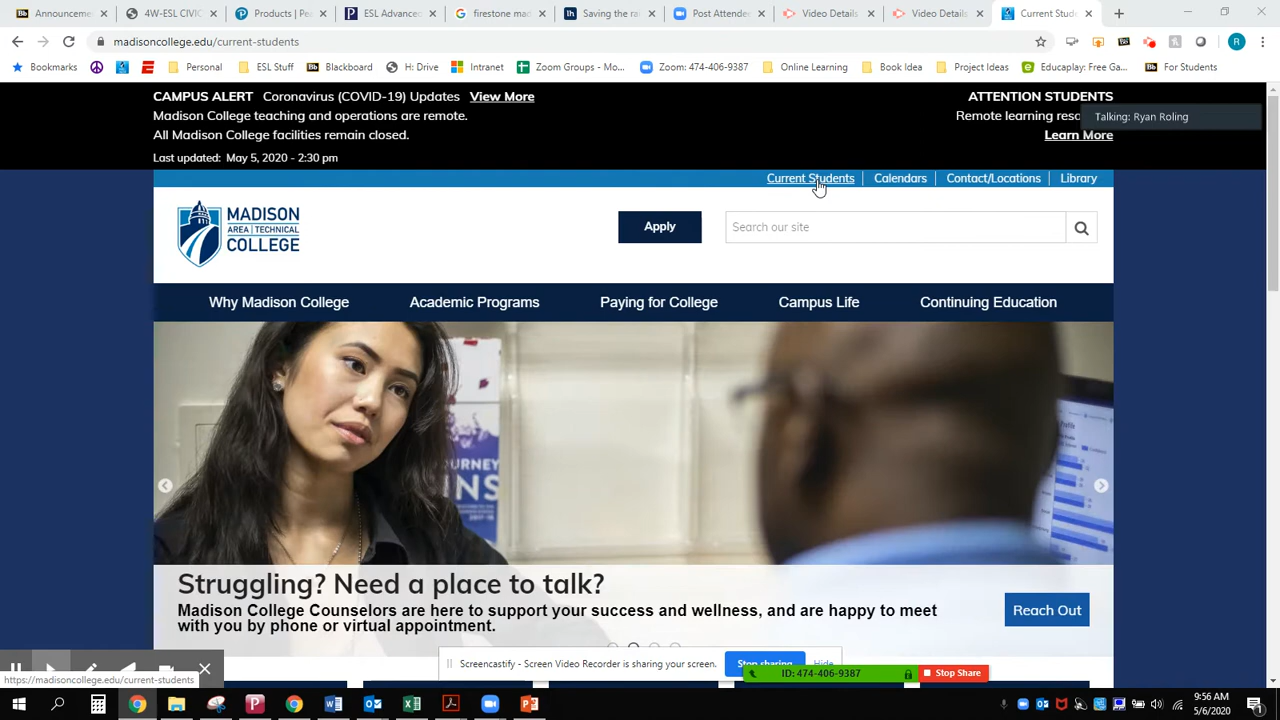 Announceme
4W-ESL CIVIC
Products | Pe
ESL Advance
firestone mad
Saving the ra
Post Attended
Video Details
Video Details
Current Stude
madisoncollege.edu/current-students
Bookmarks
Personal
ESL Stuff
Blackboard
H: Drive
Intranet
Zoom Groups - Mo...
Zoom: 474-406-9387
Online Learning
Book Idea
Project Ideas
Educaplay: Free Ga...
For Students
CAMPUS ALERT Coronavirus (COVID-19) Updates View More
Madison College teaching and operations are remote.
All Madison College facilities remain closed.
Last updated: May 5, 2020 - 2:30 pm
ATTENTION STUDENTS
Remote learning reso
Talking: Ryan Roling
Learn More
Current Students
Calendars
Contact/Locations
Library
MADISON
AREA | TECHNICAL
COLLEGE
Apply
Search our site
Why Madison College
Academic Programs
Paying for College
Campus Life
Continuing Education
Struggling? Need a place to talk?
Madison College Counselors are here to support your success and wellness, and are happy to meet
with you by phone or virtual appointment.
Reach Out
Screencastify - Screen Video Recorder is sharing your screen.
Stop sharing
Hide
ID: 474-406-9387
Stop Share
https://madisoncollege.edu/current-students
9:56 AM
5/6/2020